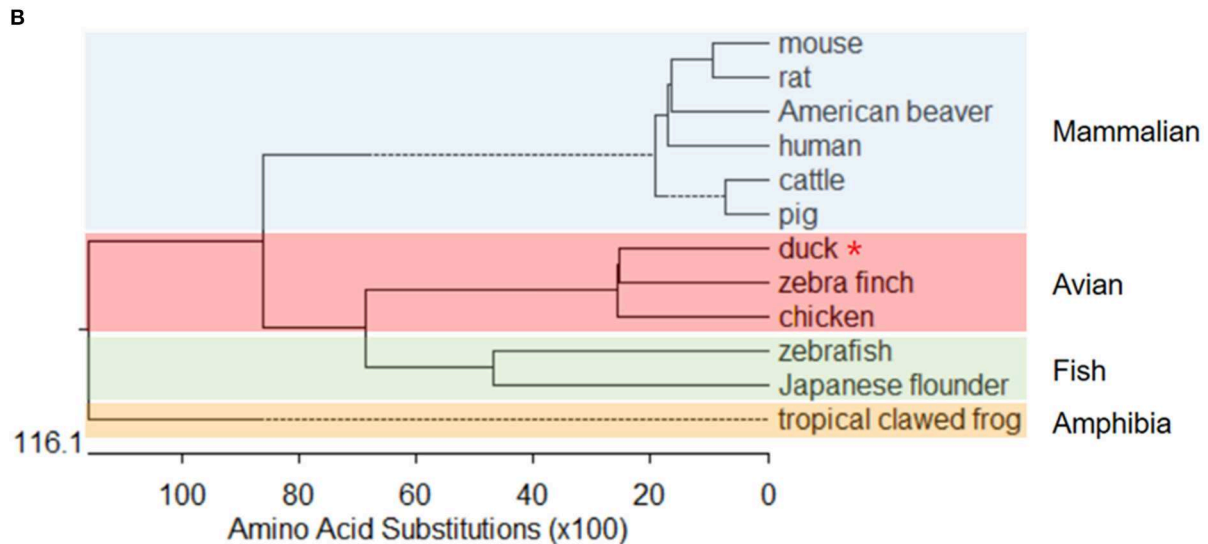 B
mouse
rat
American beaver
human
cattle
pig
Mammalian
duck *
zebra finch
chicken
Avian
zebrafish
Japanese flounder
Fish
tropical clawed frog
Amphibia
116.1
100 80 60 40 20 0
Amino Acid Substitutions (x100)